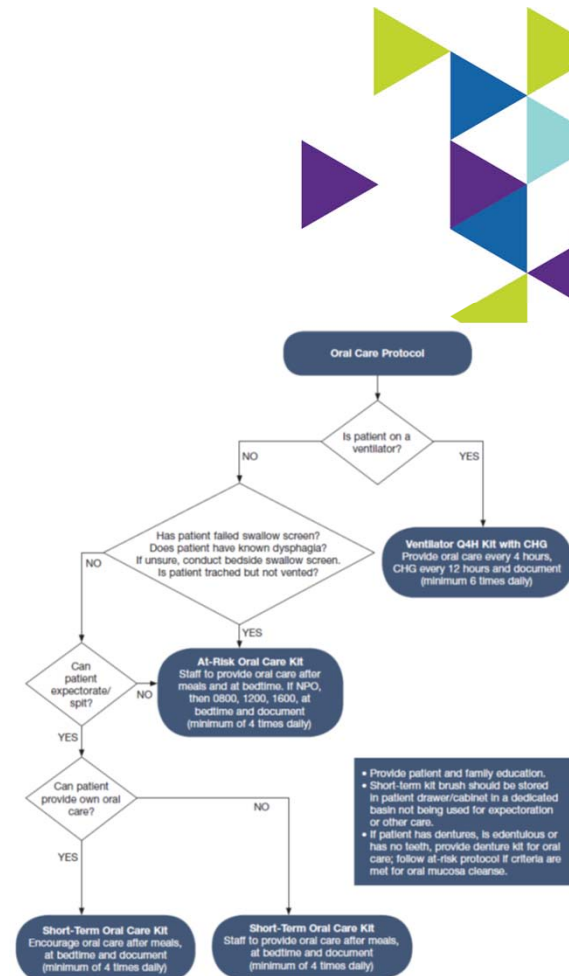 Oral Care Protocol
Is patient on a
ventilator?
NO
YES
Has patient failed swallow screen?
Does patient have known dysphagia?
If unsure, conduct bedside swallow screen.
Is patient trached but not vented?
Ventilator Q4H Kit with CHG
Provide oral care every 4 hours,
CHG every 12 hours and document
(minimum 6 times daily)
NO
YES
Can
patient
expectorate/
spit?
NO
At-Risk Oral Care Kit
Staff to provide oral care after
meals and at bedtime. If NPO,
then 0800, 1200, 1600, at
bedtime and document
(minimum of 4 times daily)
YES
Can patient
provide own oral
care?
NO
YES
• Provide patient and family education.
• Short-term kit brush should be stored
in patient drawer/cabinet in a dedicated
basin not being used for expectoration
or other care.
• If patient has dentures, is edentulous or
has no teeth, provide denture kit for oral
care; follow at-risk protocol if criteria are
met for oral mucosa cleanse.
Short-Term Oral Care Kit
Encourage oral care after meals,
at bedtime and document
(minimum of 4 times daily)
Short-Term Oral Care Kit
Staff to provide oral care after meals,
at bedtime and document
(minimum of 4 times daily)